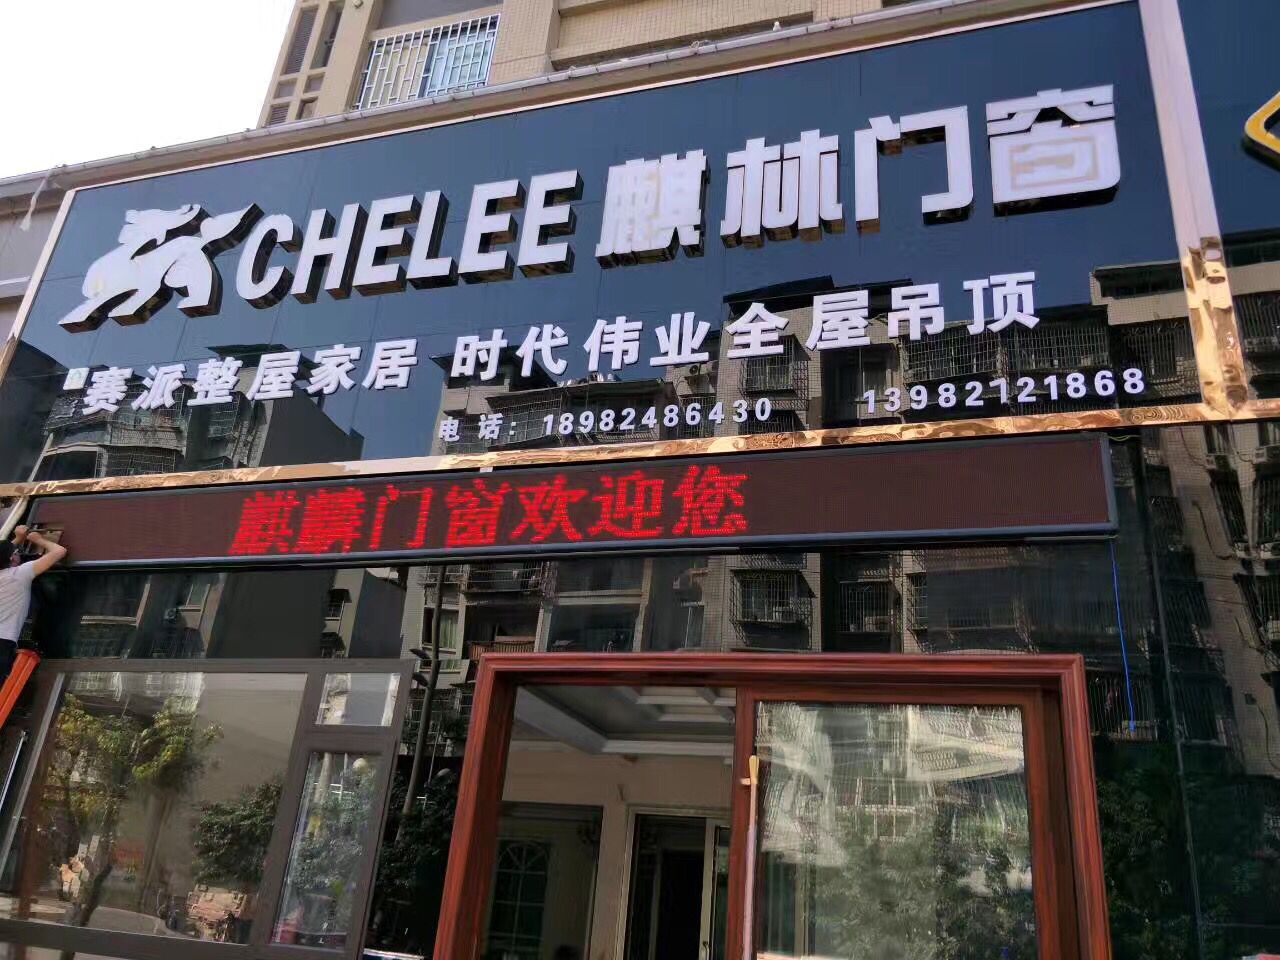 CHELEE 麒林门窗
赛派整屋家居 时代伟业全屋吊顶
电话: 18982486430 13982121868
麒麟门窗欢迎您